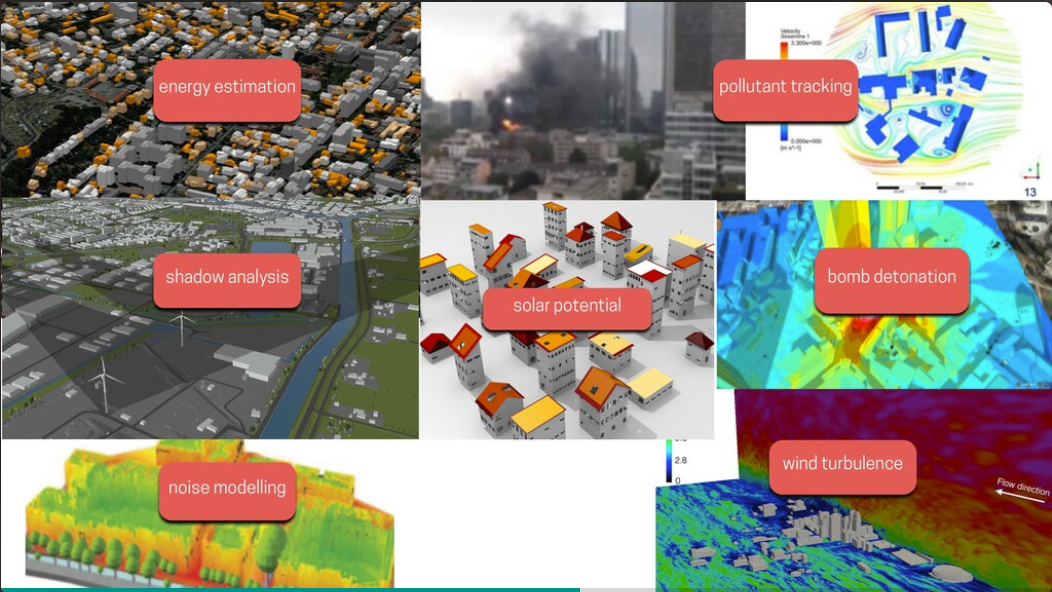 energy estimation
pollutant tracking
Velocity
Streamline 1
3.300e+000
0.000e+000
[m s^-1]
13
shadow analysis
solar potential
bomb detonation
noise modelling
wind turbulence
2.8
0
Flow direction